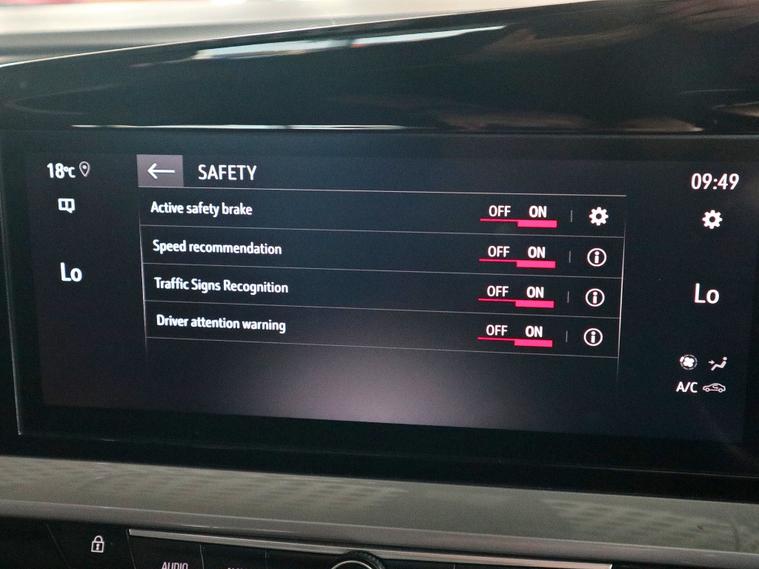 18°C
SAFETY
09:49
Active safety brake OFF ON
Speed recommendation OFF ON
Traffic Signs Recognition OFF ON
Driver attention warning OFF ON
Lo
Lo
A/C
AUDIO